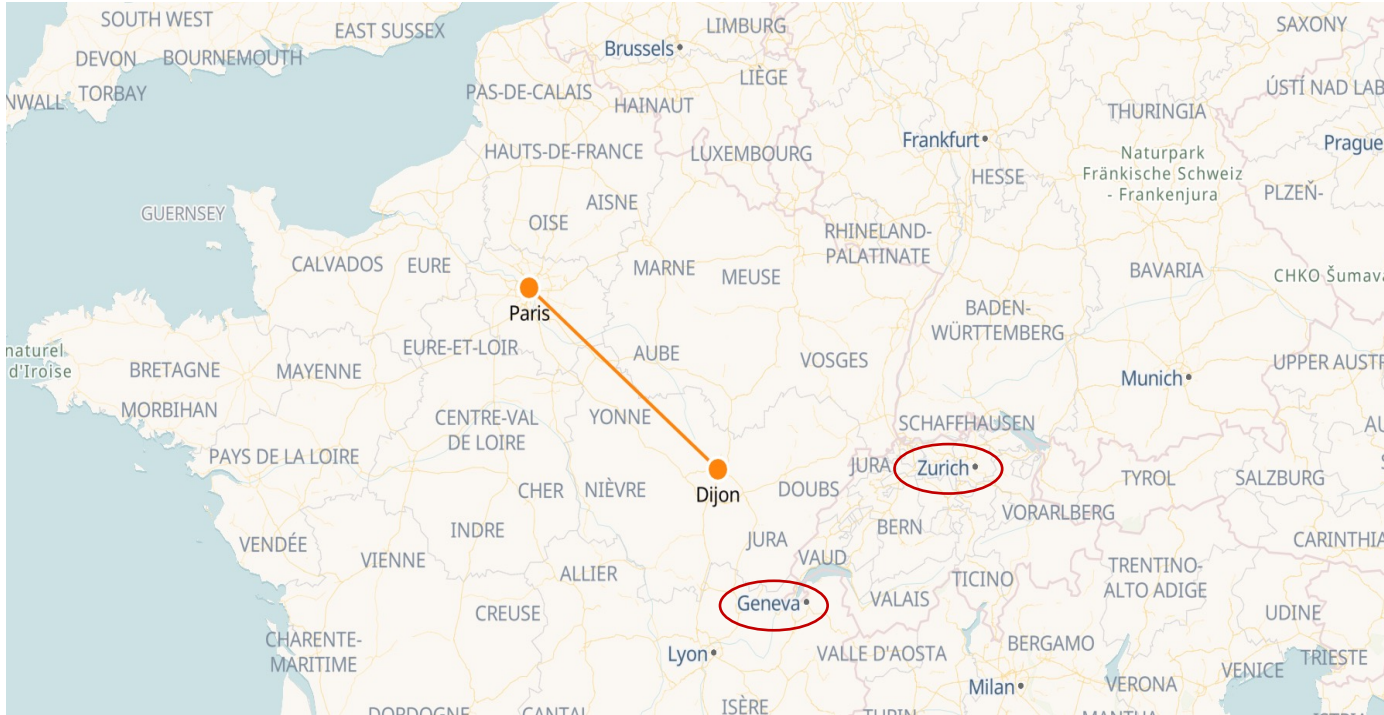 SOUTH WEST
EAST SUSSEX
LIMBURG
SAXONY
DEVON
BOURNEMOUTH
Brussels
LIÈGE
NWALL
TORBAY
PAS-DE-CALAIS
HAINAUT
ÚSTÍ NAD LAB
THURINGIA
HAUTS-DE-FRANCE
LUXEMBOURG
Frankfurt
Prague
Naturpark
Fränkische Schweiz
- Frankenjura
HESSE
PLZEŇ-
GUERNSEY
AISNE
OISE
RHINELAND-
PALATINATE
CALVADOS
EURE
MARNE
MEUSE
BAVARIA
CHKO Šumava
Paris
BADEN-
WÜRTTEMBERG
naturel
d'Iroise
BRETAGNE
MAYENNE
EURE-ET-LOIR
AUBE
VOSGES
UPPER AUSTR
Munich
MORBIHAN
CENTRE-VAL
DE LOIRE
YONNE
SCHAFFHAUSEN
AU
PAYS DE LA LOIRE
JURA
Zurich
TYROL
SALZBURG
CHER
NIÈVRE
Dijon
DOUBS
VORARLBERG
VENDÉE
INDRE
JURA
BERN
CARINTHIA
VIENNE
ALLIER
VAUD
TICINO
TRENTINO-
ALTO ADIGE
CREUSE
Geneva
VALAIS
UDINE
CHARENTE-
MARITIME
Lyon
VALLE D'AOSTA
BERGAMO
VENICE
TRIESTE
Milan
VERONA
ISÈRE
DORDOGNE
CANTAL
TURIN
MANTHA